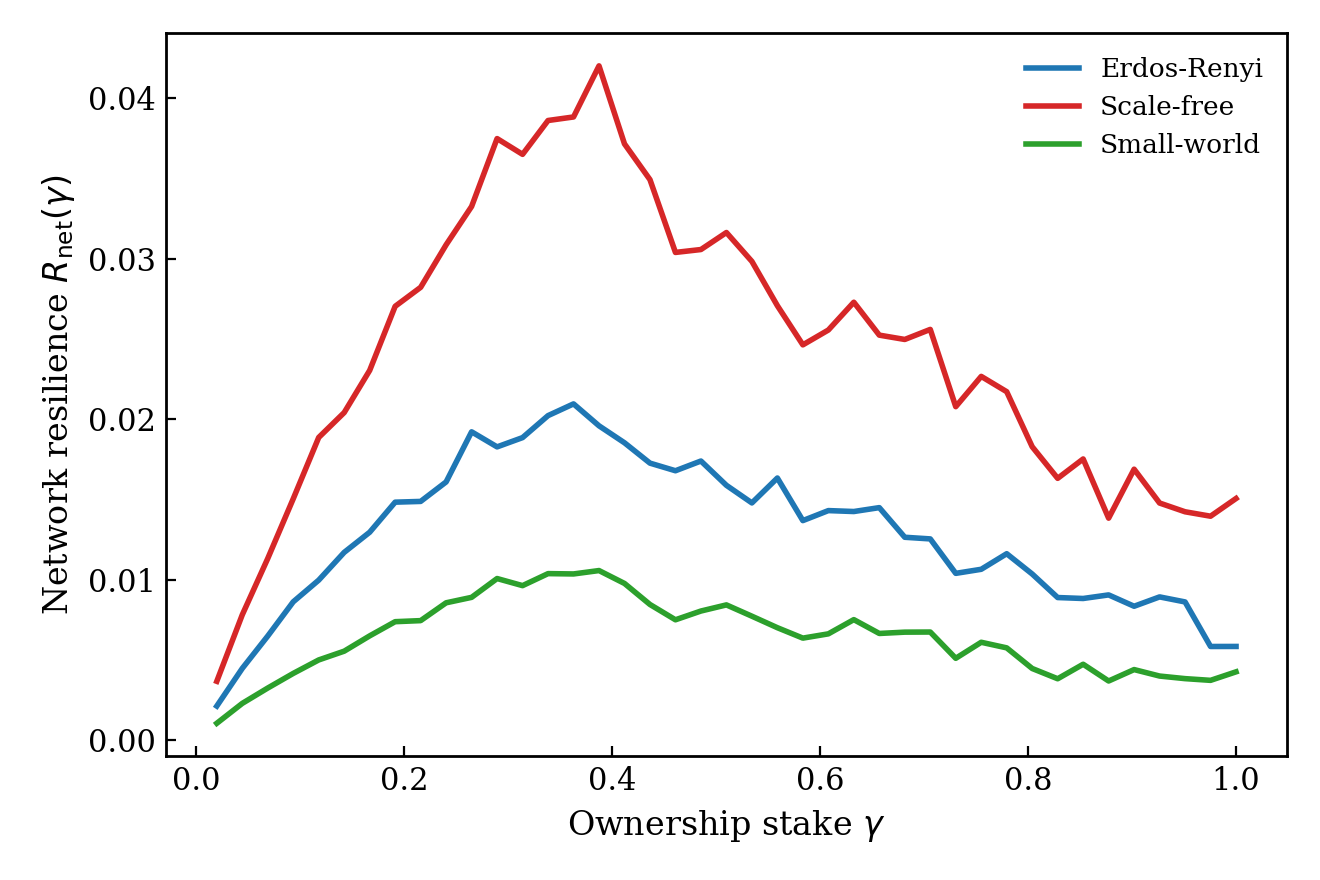 Erdos-Renyi
Scale-free
Small-world
Network resilience R_net(γ)
0.04
0.03
0.02
0.01
0.00
0.0 0.2 0.4 0.6 0.8 1.0
Ownership stake γ